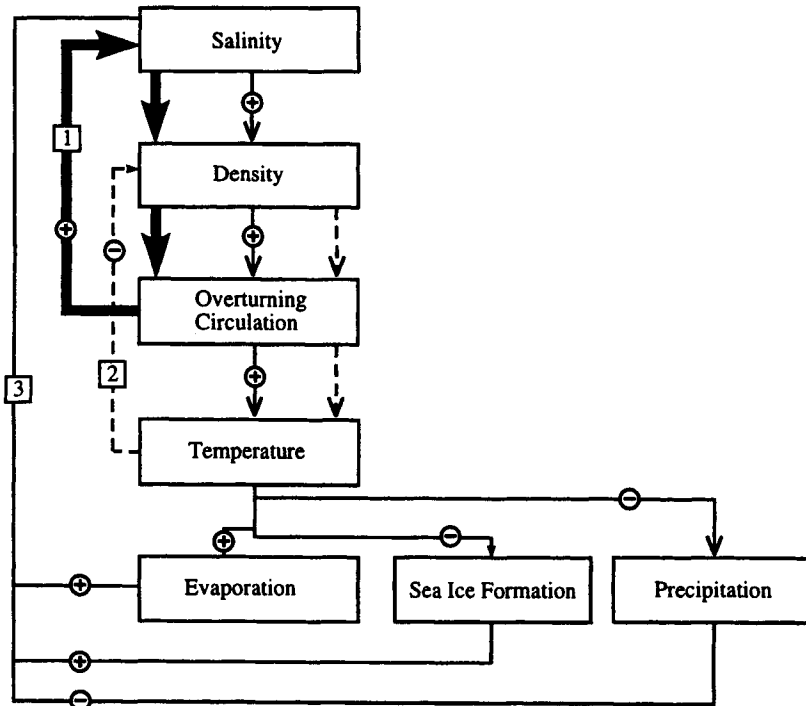 Salinity
+
1
Density
+
−
+
Overturning
Circulation
2
+
3
Temperature
−
+
−
Evaporation
Sea Ice Formation
Precipitation
+
+
−